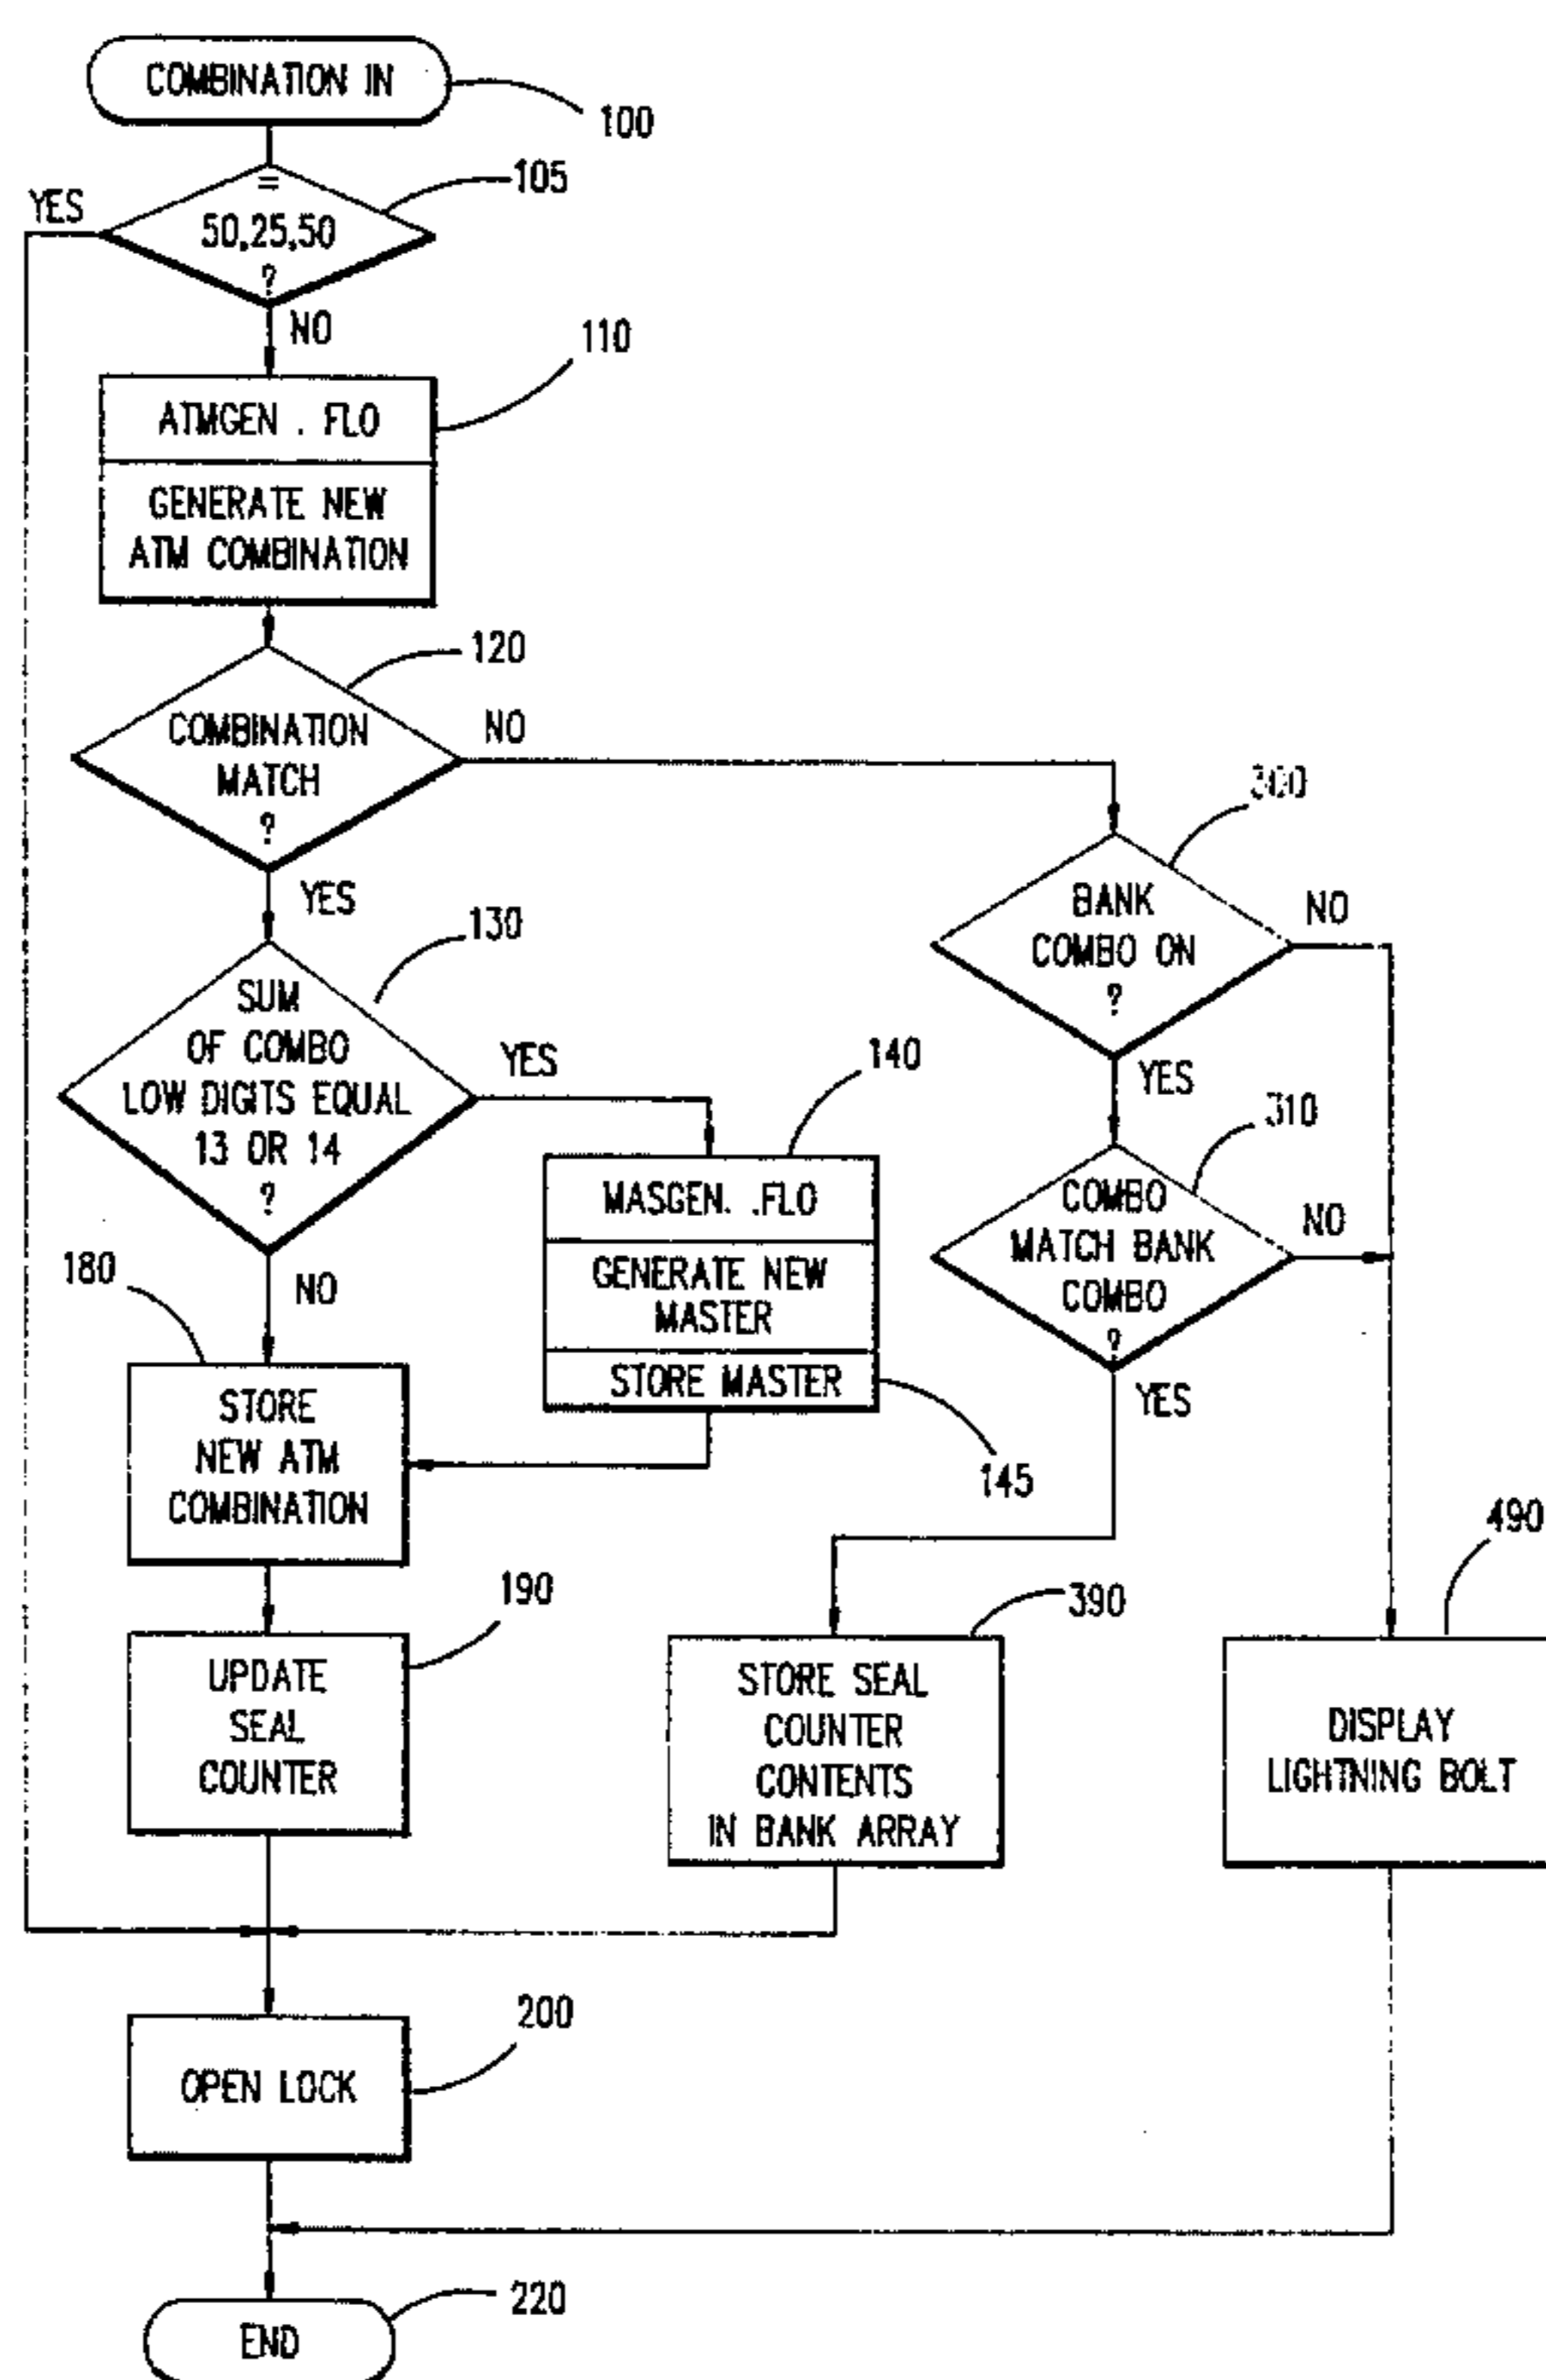 COMBINATION IN
100
=
50,25,50
?
105
YES
NO
110
ATMGEN . FLO
GENERATE NEW
ATM COMBINATION
120
COMBINATION
MATCH
?
NO
YES
300
BANK
COMBO ON
?
NO
YES
130
SUM
OF COMBO
LOW DIGITS EQUAL
13 OR 14
?
YES
NO
140
MASGEN. .FLO
GENERATE NEW
MASTER
STORE MASTER
145
310
COMBO
MATCH BANK
COMBO
?
NO
YES
180
STORE
NEW ATM
COMBINATION
190
UPDATE
SEAL
COUNTER
390
STORE SEAL
COUNTER
CONTENTS
IN BANK ARRAY
490
DISPLAY
LIGHTNING BOLT
200
OPEN LOCK
220
END